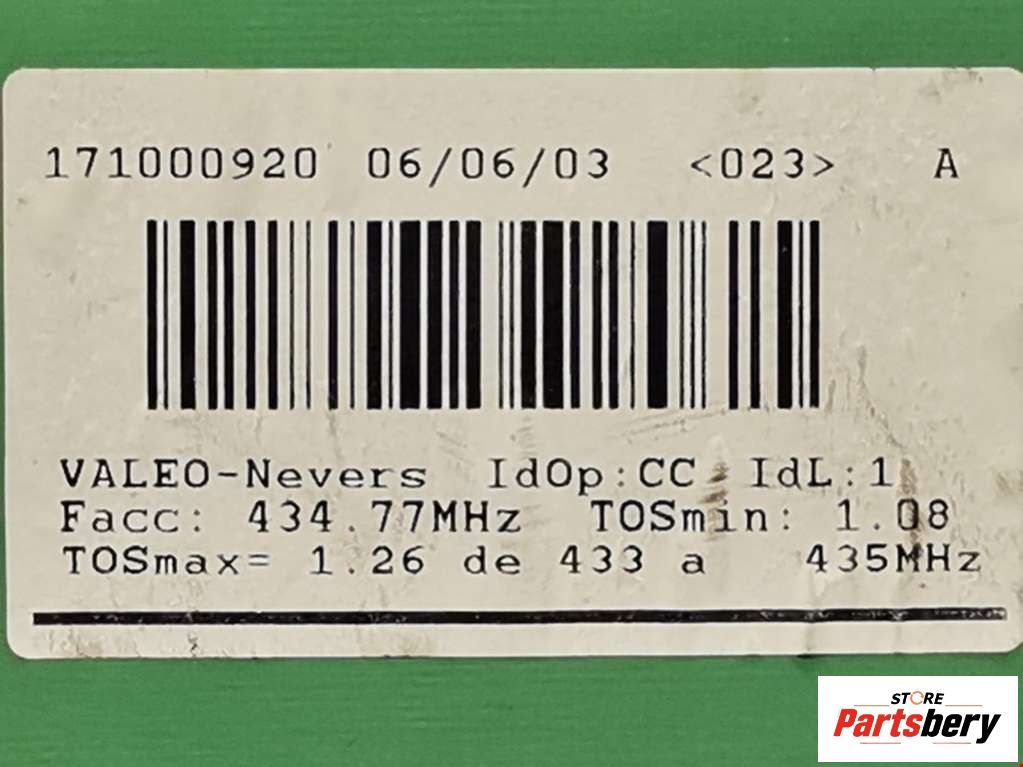 171000920 06/06/03 <023> A
VALEO-Nevers IdOp:CC IdL:1
Facc: 434.77MHz TOSmin: 1.08
TOSmax= 1.26 de 433 a 435MHz
STORE
Partsbery